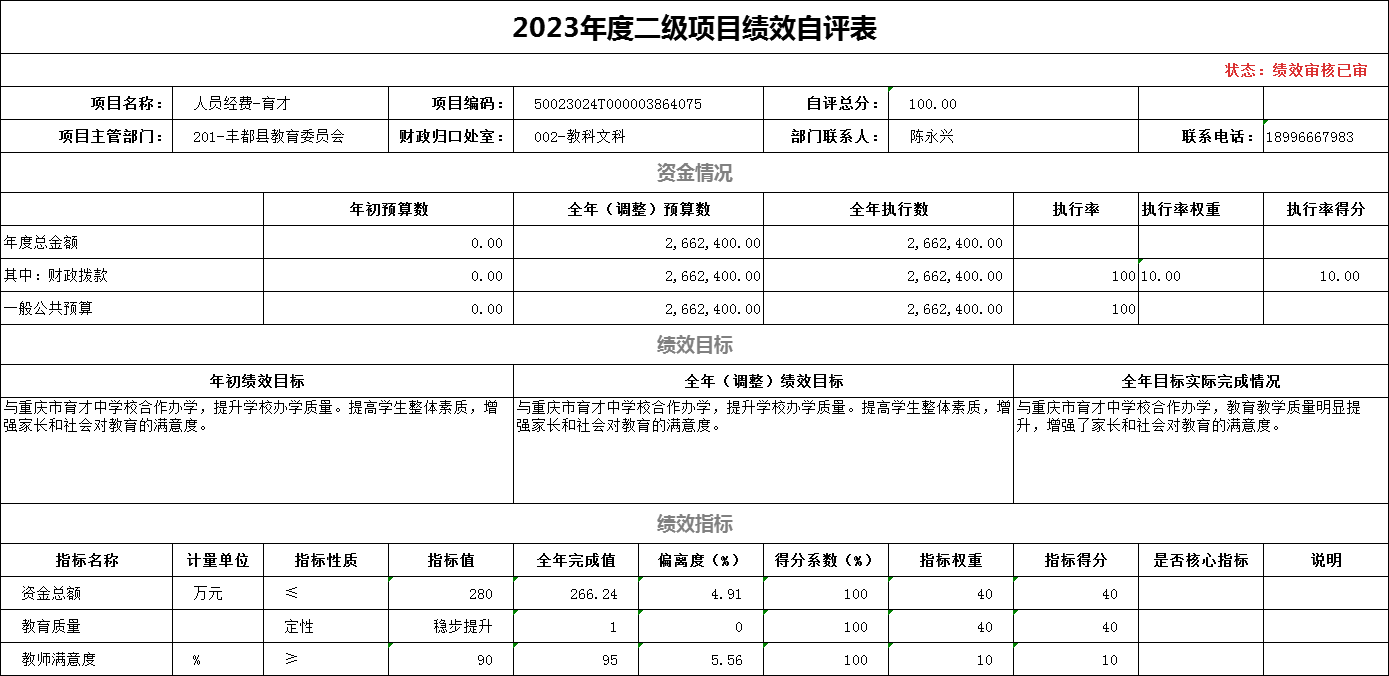 2023年度二级项目绩效自评表
状态：绩效审核已审
项目名称： 人员经费-育才 项目编码： 50023024T000003864075 自评总分： 100.00
项目主管部门： 201-丰都县教育委员会 财政归口处室： 002-教科文科 部门联系人： 陈永兴 联系电话： 18996667983
资金情况
年初预算数 全年（调整）预算数 全年执行数 执行率 执行率权重 执行率得分
年度总金额 0.00 2,662,400.00 2,662,400.00
其中：财政拨款 0.00 2,662,400.00 2,662,400.00 100 10.00 10.00
一般公共预算 0.00 2,662,400.00 2,662,400.00 100
绩效目标
年初绩效目标 全年（调整）绩效目标 全年目标实际完成情况
与重庆市育才中学校合作办学，提升学校办学质量。提高学生整体素质，增
强家长和社会对教育的满意度。
与重庆市育才中学校合作办学，提升学校办学质量。提高学生整体素质，增
强家长和社会对教育的满意度。
与重庆市育才中学校合作办学，教育教学质量明显提
升，增强了家长和社会对教育的满意度。
绩效指标
指标名称 计量单位 指标性质 指标值 全年完成值 偏离度（%） 得分系数（%） 指标权重 指标得分 是否核心指标 说明
资金总额 万元 ≤ 280 266.24 4.91 100 40 40
教育质量 定性 稳步提升 1 0 100 40 40
教师满意度 % ≥ 90 95 5.56 100 10 10